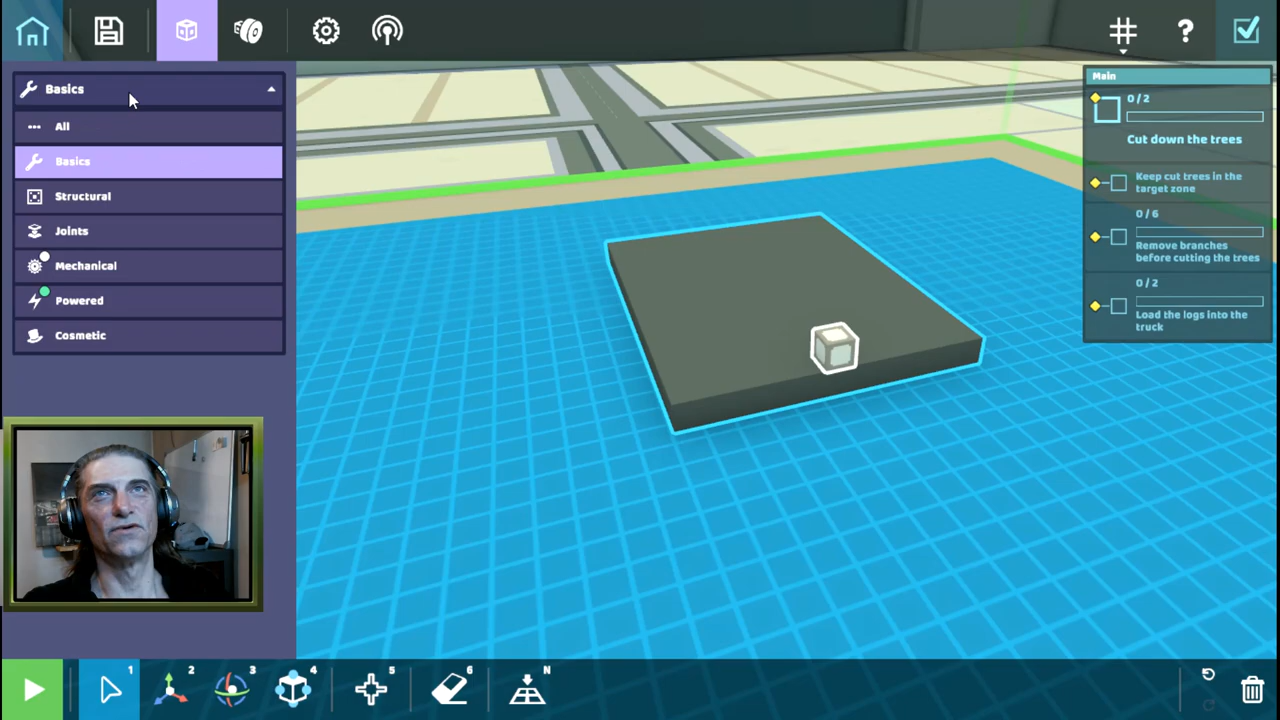 Basics
All
Basics
Structural
Joints
Mechanical
Powered
Cosmetic
?
Main
0 / 2
Cut down the trees
Keep cut trees in the
target zone
0 / 6
Remove branches
before cutting the trees
0 / 2
Load the logs into the
truck
1
2
3
4
5
6
N